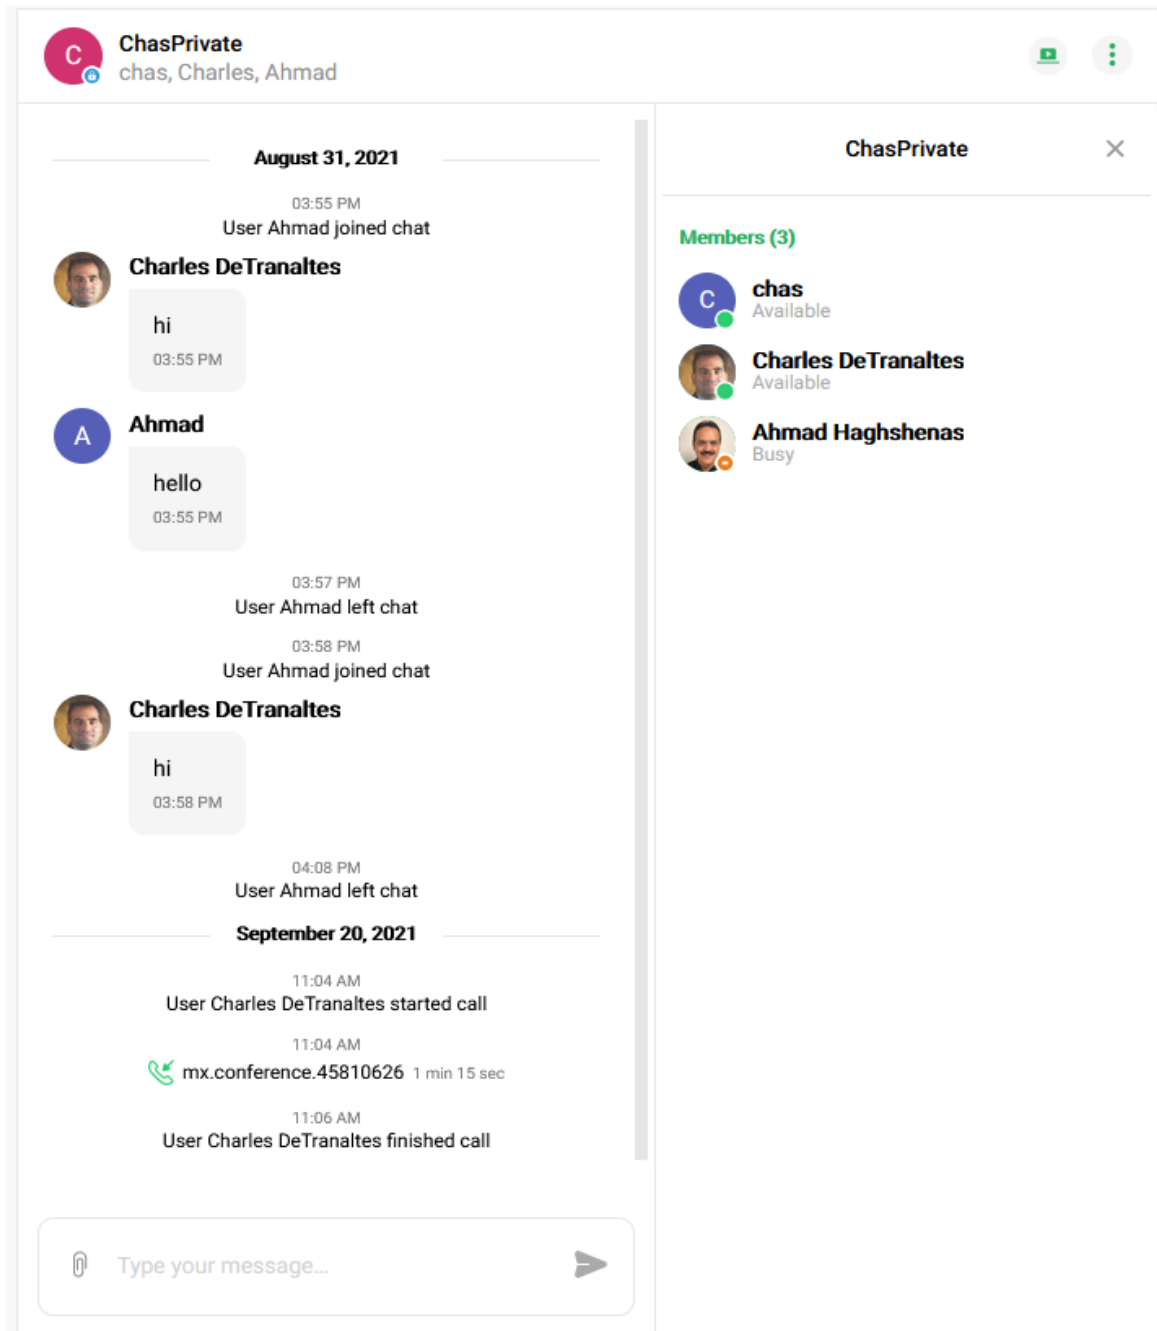 C
ChasPrivate
chas, Charles, Ahmad
August 31, 2021
03:55 PM
User Ahmad joined chat
Charles DeTranaltes
hi
03:55 PM
A
Ahmad
hello
03:55 PM
03:57 PM
User Ahmad left chat
03:58 PM
User Ahmad joined chat
Charles DeTranaltes
hi
03:58 PM
04:08 PM
User Ahmad left chat
September 20, 2021
11:04 AM
User Charles DeTranaltes started call
11:04 AM
mx.conference.45810626 1 min 15 sec
11:06 AM
User Charles DeTranaltes finished call
Type your message...
ChasPrivate
Members (3)
C
chas
Available
Charles DeTranaltes
Available
Ahmad Haghshenas
Busy